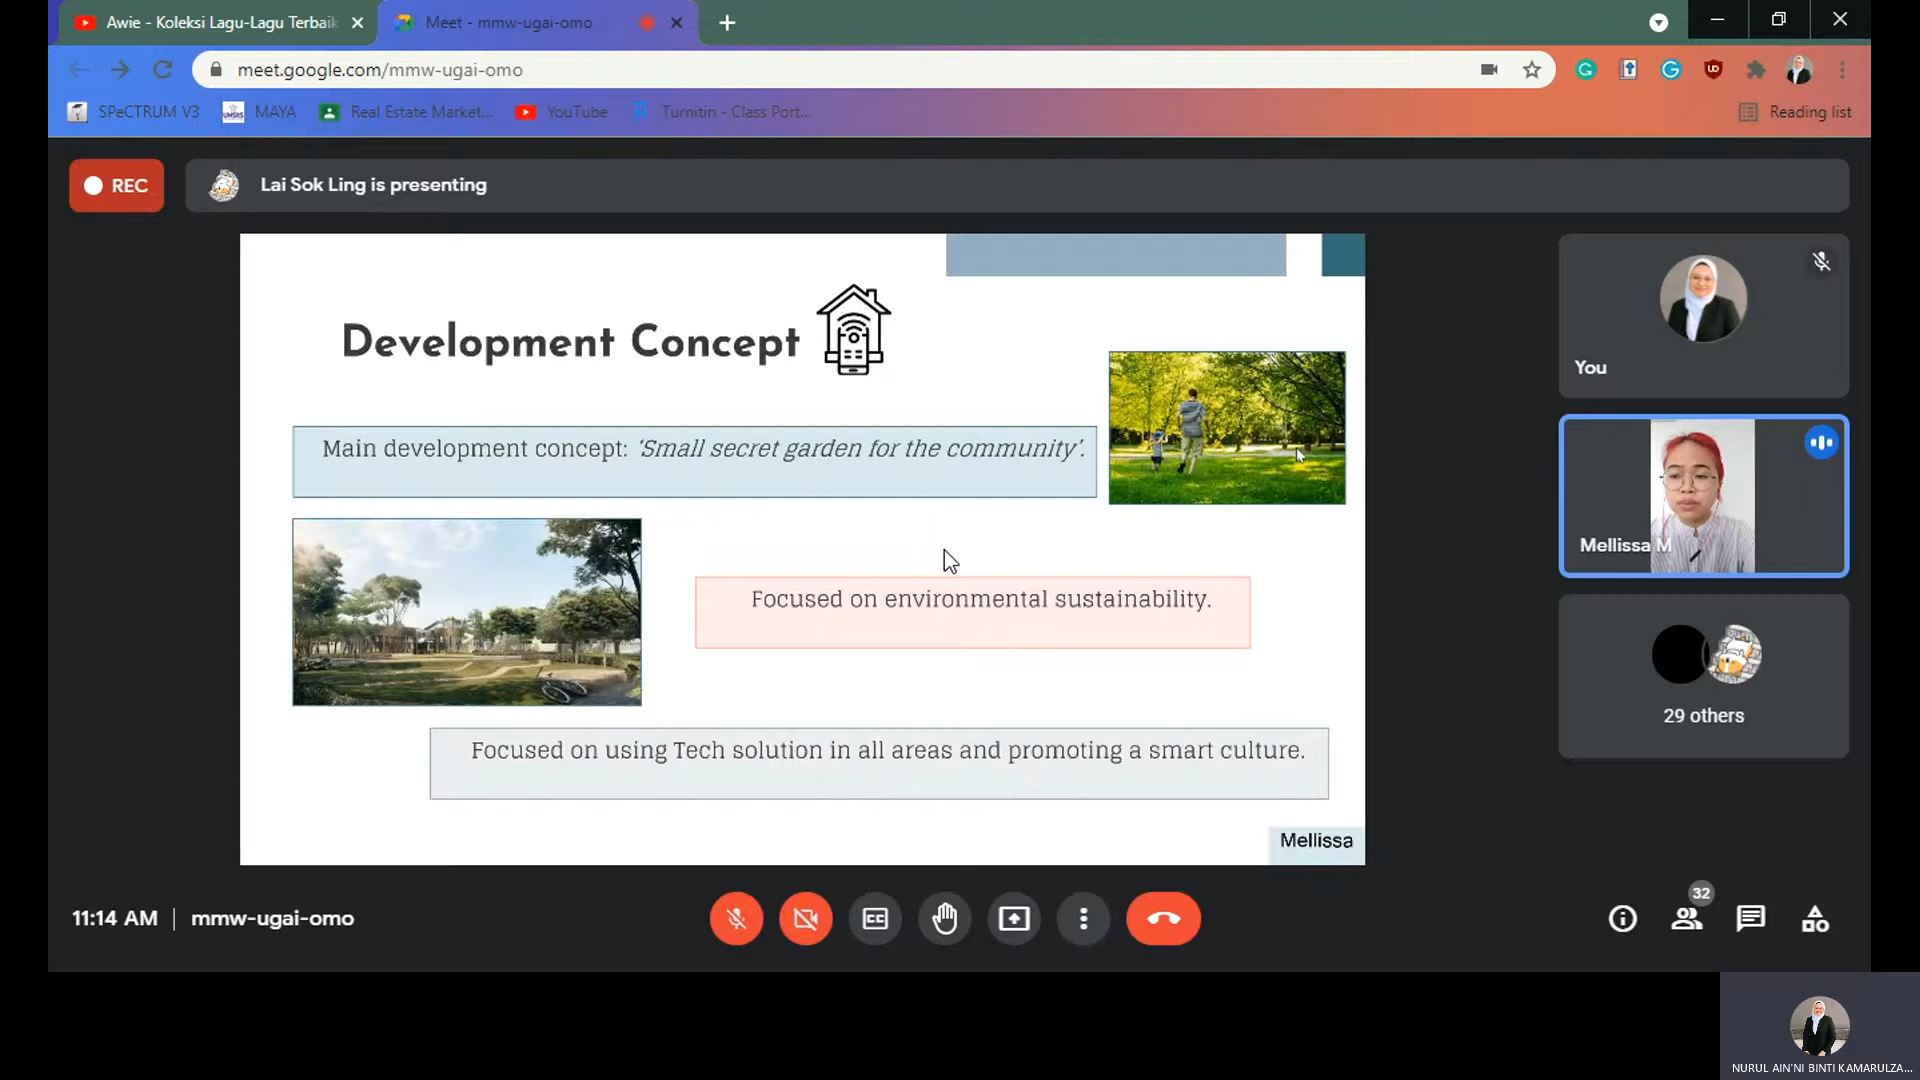 Awie - Koleksi Lagu-Lagu Terbaik
Meet - mmw-ugai-omo
meet.google.com/mmw-ugai-omo
SPeCTRUM V3
MAYA
Real Estate Market...
YouTube
Turnitin - Class Port...
Reading list
REC
Lai Sok Ling is presenting
Development Concept
You
Main development concept: ‘Small secret garden for the community’.
Mellissa M
Focused on environmental sustainability.
29 others
Focused on using Tech solution in all areas and promoting a smart culture.
Mellissa
11:14 AM | mmw-ugai-omo
32
NURUL AIN'NI BINTI KAMARULZA...